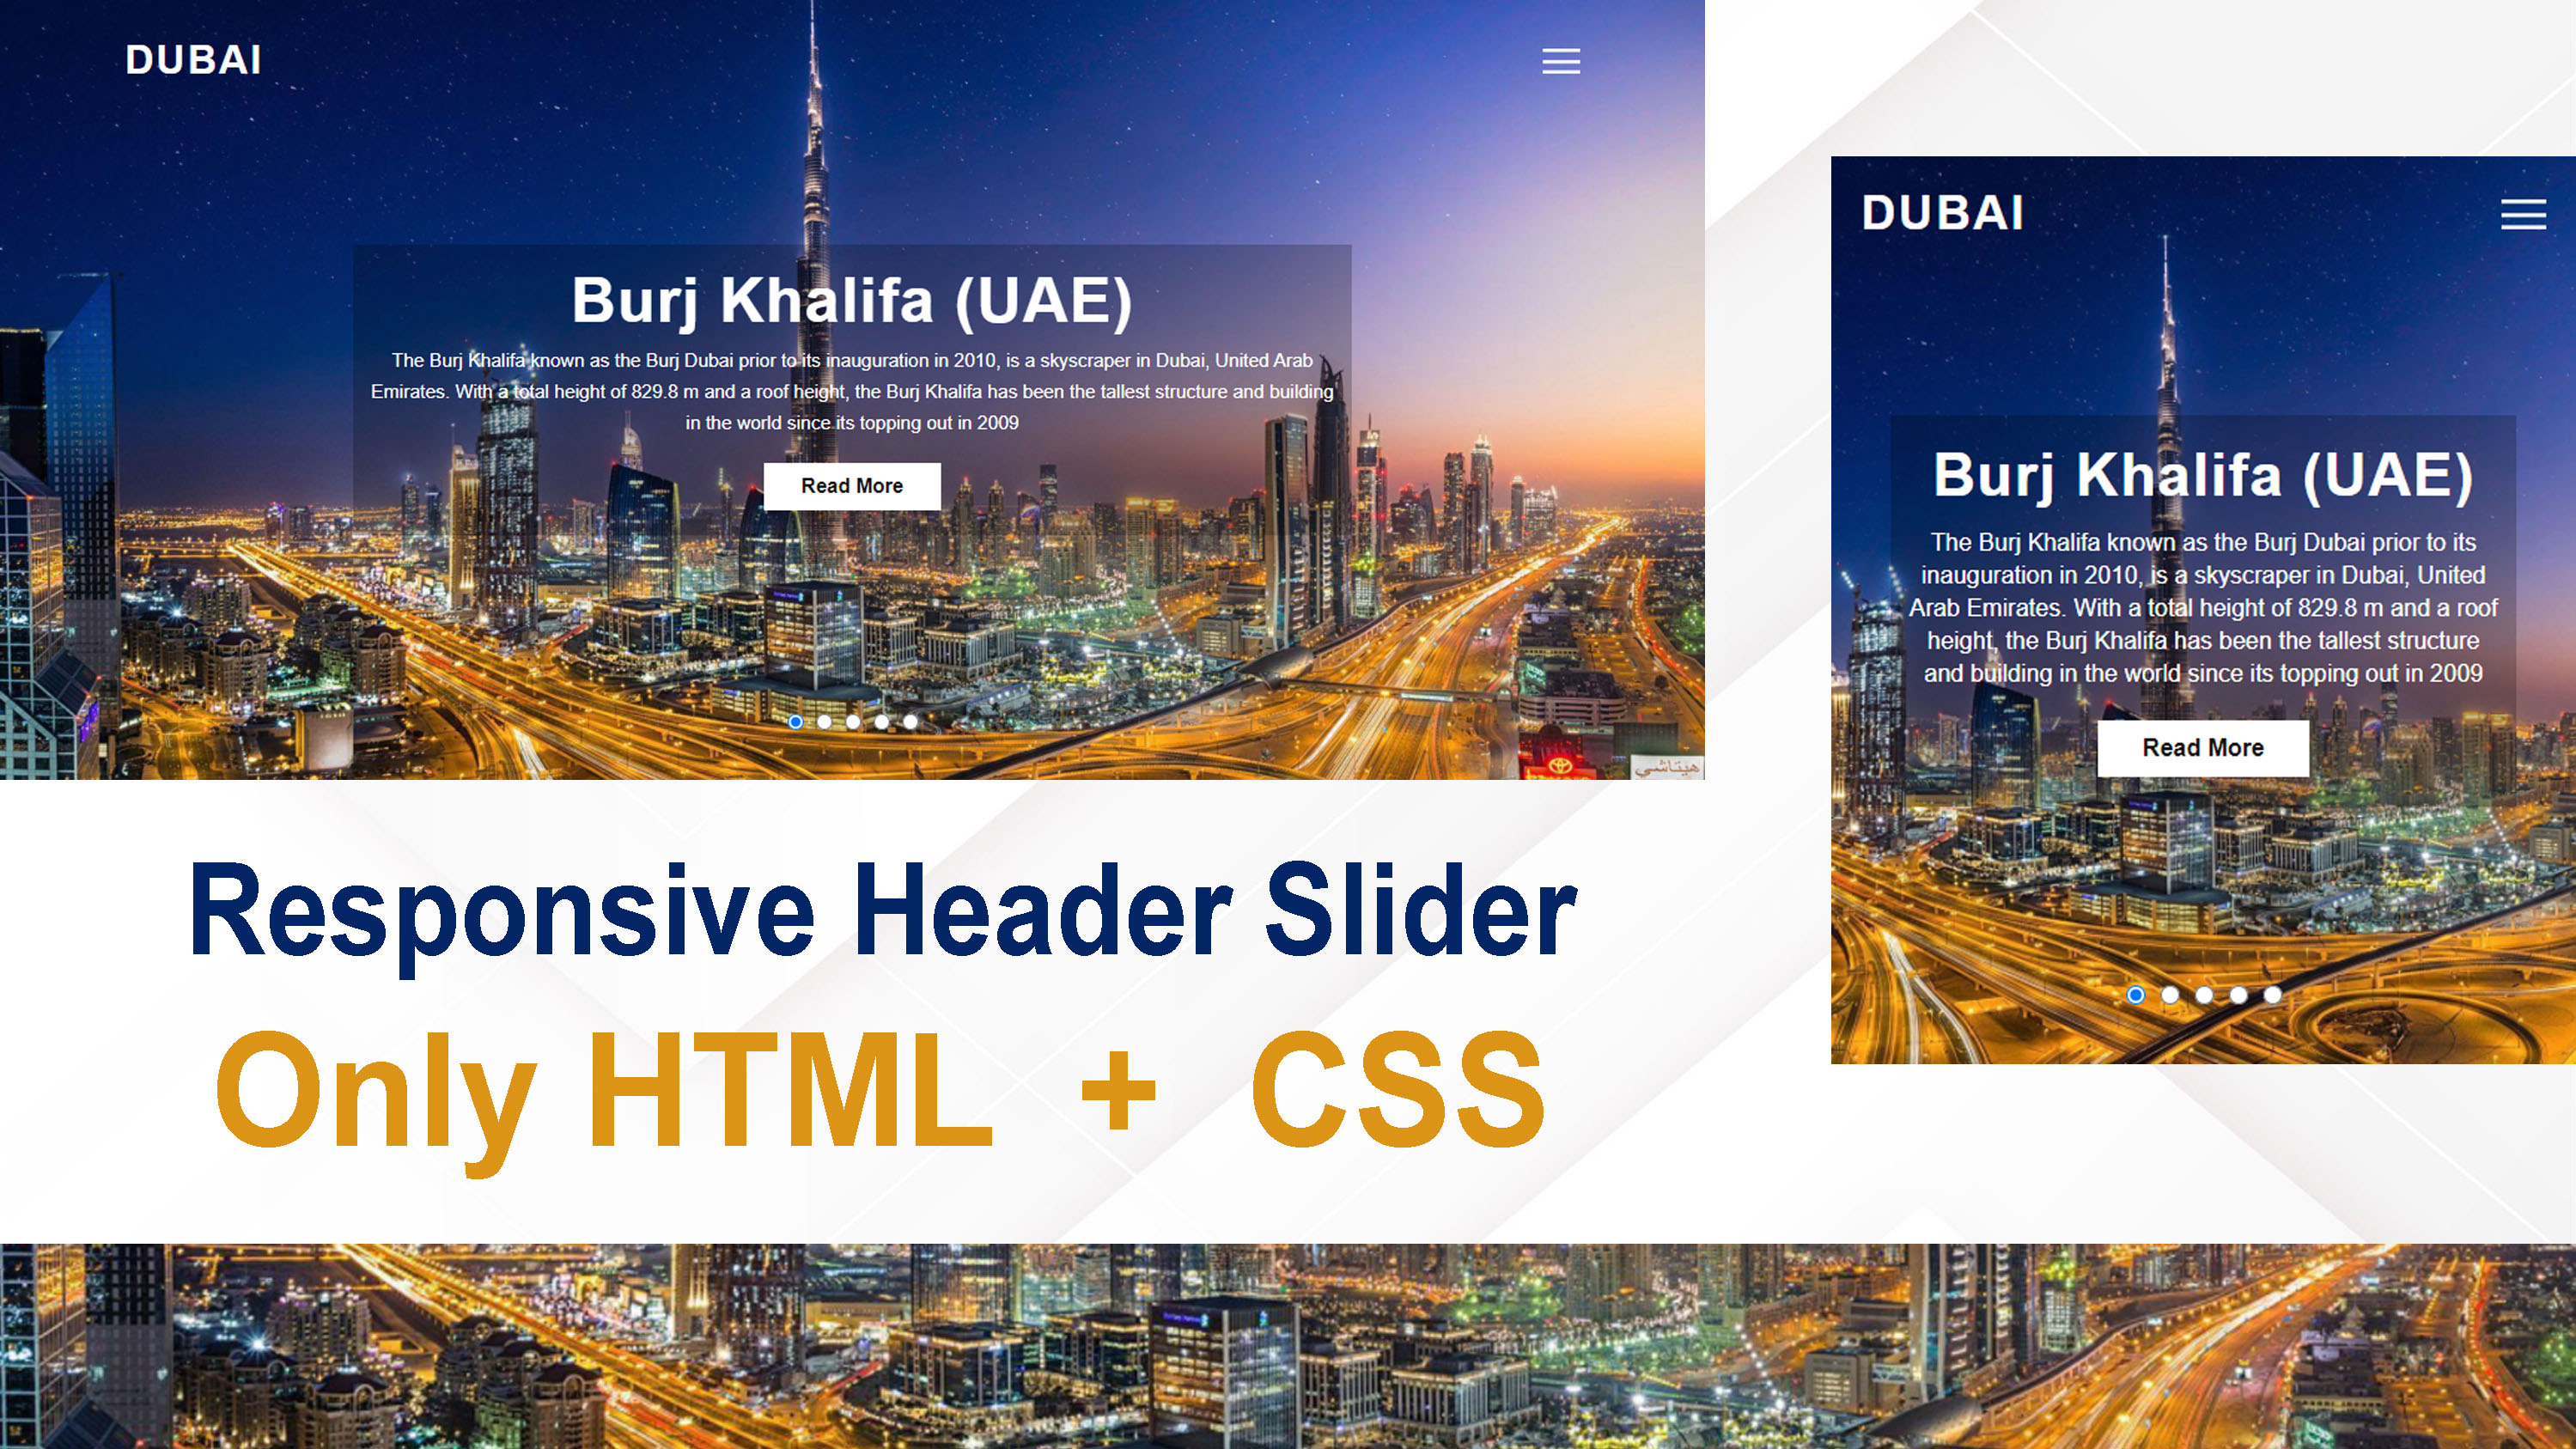 DUBAI
Burj Khalifa (UAE)
The Burj Khalifa known as the Burj Dubai prior to its inauguration in 2010, is a skyscraper in Dubai, United Arab
Emirates. With a total height of 829.8 m and a roof height, the Burj Khalifa has been the tallest structure and building
in the world since its topping out in 2009
Read More
هيتاشي
DUBAI
Burj Khalifa (UAE)
The Burj Khalifa known as the Burj Dubai prior to its
inauguration in 2010, is a skyscraper in Dubai, United
Arab Emirates. With a total height of 829.8 m and a roof
height, the Burj Khalifa has been the tallest structure
and building in the world since its topping out in 2009
Read More
Responsive Header Slider
Only HTML + CSS